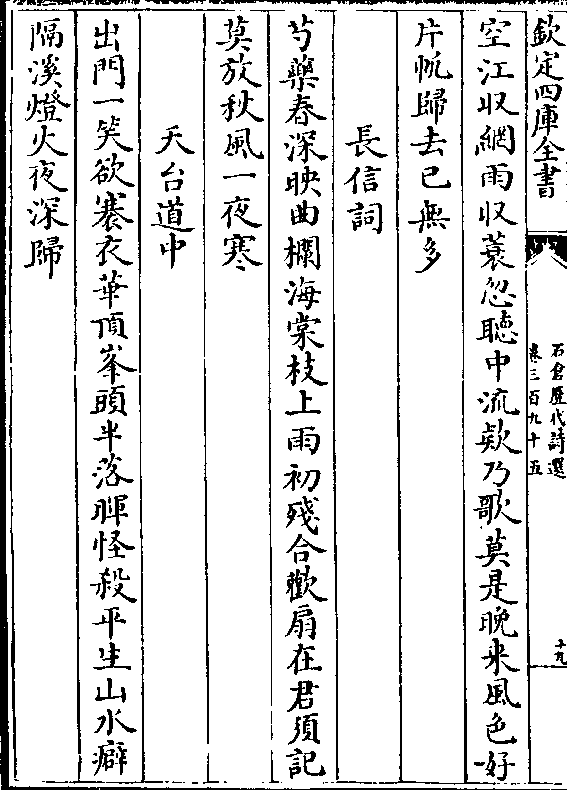 欽定四庫全書
石倉歷代詩選
卷三百九十五
十九
空江收網雨收蓑忽聽中流欸乃歌莫是晚来風色好
片帆歸去已無多
長信詞
芍藥春深映曲欄海棠枝上雨初殘合歡扇在君須記
莫放秋風一夜寒
天台道中
出門一笑欲褰衣華頂峯頭半落暉怪殺平生山水癖
隔溪燈火夜深歸